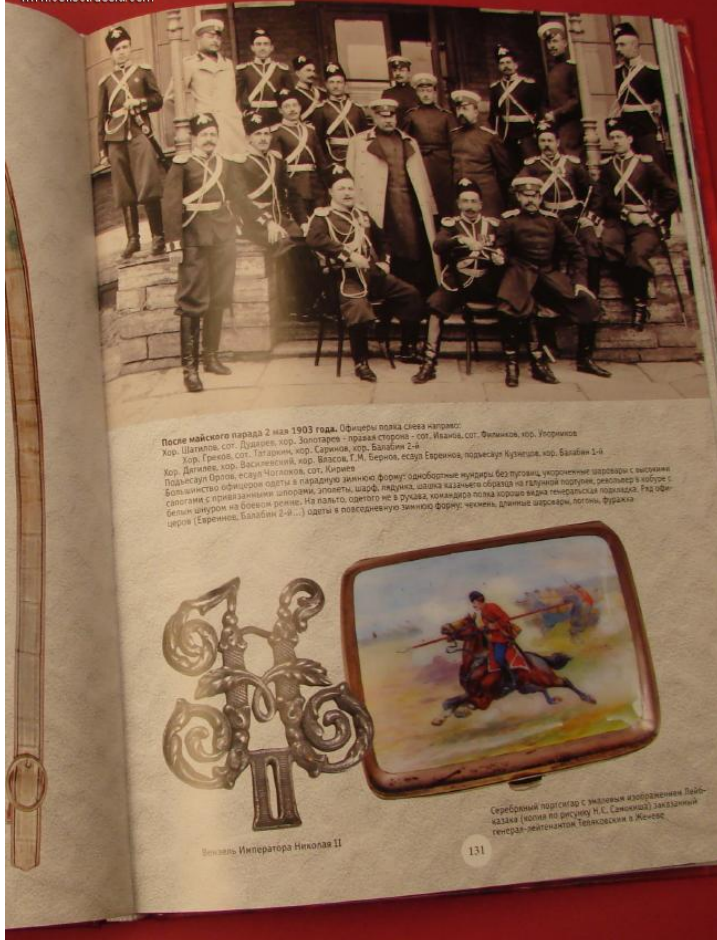 После майского парада 2 мая 1903 года. Офицеры полка слева направо:
Хор. Шатилов, сот. Дударев, хор. Золотарев - правая сторона - сот. Иванов, сот. Филинков, хор. Упорников
Хор. Греков, сот. Татаркин, хор. Саринов, хор. Балабин 2-й
Хор. Дягилев, хор. Василевский, хор. Власов, Г.М. Бернов, есаул Евреинов, подъесаул Кузнецов, хор. Балабин 1-й
Подъесаул Орлов, есаул Чоглоков, сот. Кириев
Большинство офицеров одеты в парадную зимнюю форму: однобортные мундиры без пуговиц, укороченные шаровары с высокими
сапогами с привязанными шпорами, эполеты, шарф, лядунка, шашка казачьего образца на галунной портупее, револьвер в кобуре с
белым шнуром на боевом ремне. На пальто, одетого не в рукава, командира полка хорошо видна генеральская подкладка. Ряд офи-
церов (Евреинов, Балабин 2-й...) одеты в повседневную зимнюю форму: чекмень, длинные шаровары, погоны, фуражка
Вензель Императора Николая II
Серебряный портсигар с эмалевым изображением Лейб-
казака (копия по рисунку Н.С. Самокиша) заказанный
генерал-лейтенантом Теляковским в Женеве
II
131